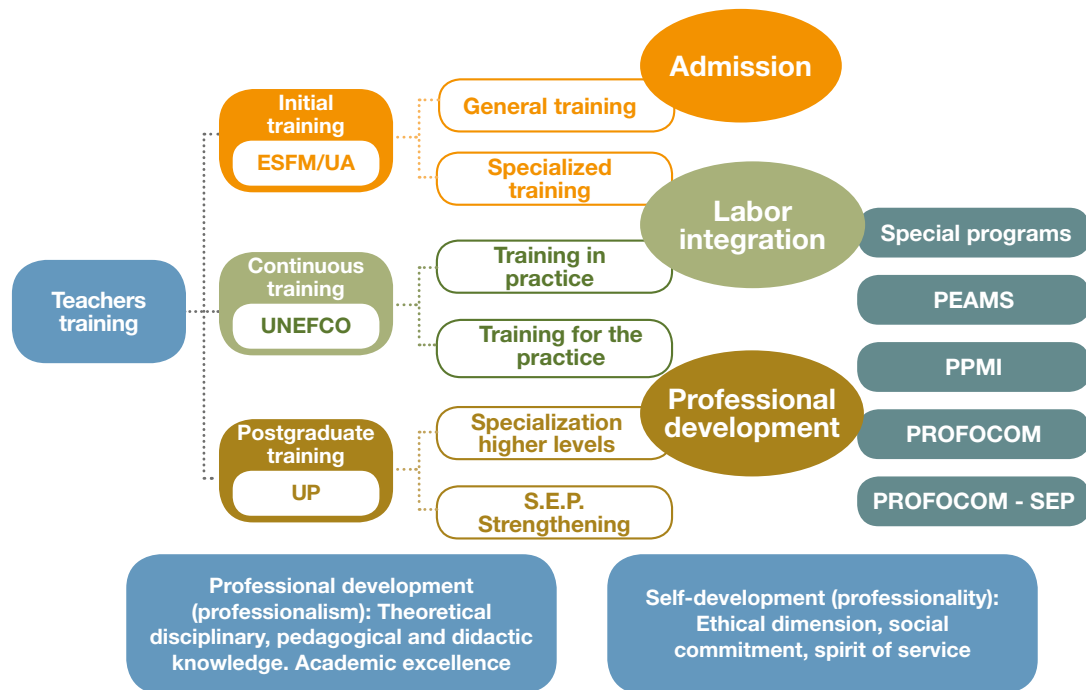 Admission
Initial
training
ESFM/UA
General training
Specialized
training
Labor
integration
Special programs
Teachers
training
Continuous
training
UNEFCO
Training in
practice
Training for the
practice
PEAMS
PPMI
Professional
development
Postgraduate
training
UP
Specialization
higher levels
S.E.P.
Strengthening
PROFOCOM
PROFOCOM - SEP
Professional development
(professionalism): Theoretical
disciplinary, pedagogical and didactic
knowledge. Academic excellence
Self-development (professionality):
Ethical dimension, social
commitment, spirit of service